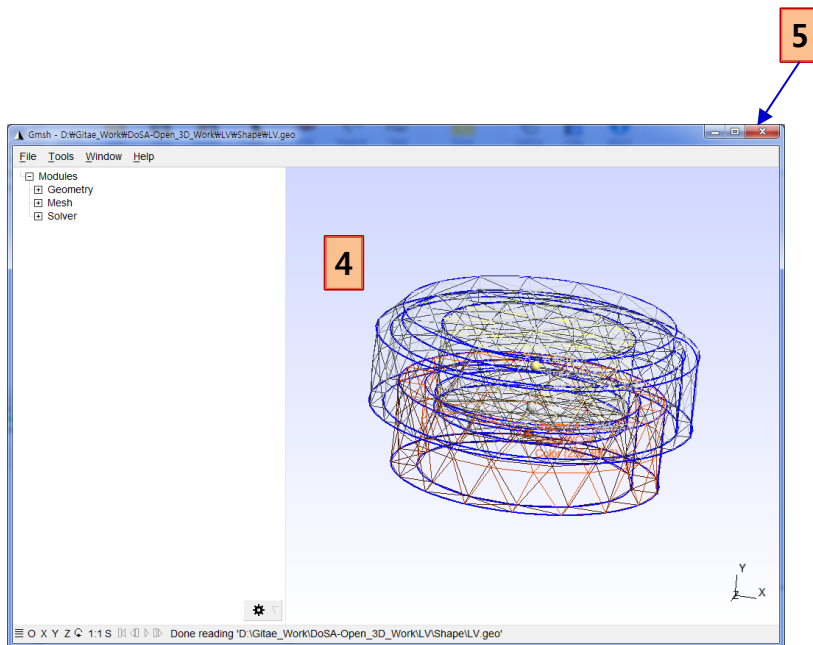 5
Gmsh - D:₩Gitae_Work₩DoSA-Open_3D_Work₩LV₩Shape₩LV.geo
File Tools Window Help
Modules
Geometry
Mesh
Solver
4
Y
Z X
O X Y Z 1:1 S Done reading 'D:\Gitae_Work\DoSA-Open_3D_Work\LV\Shape\LV.geo'